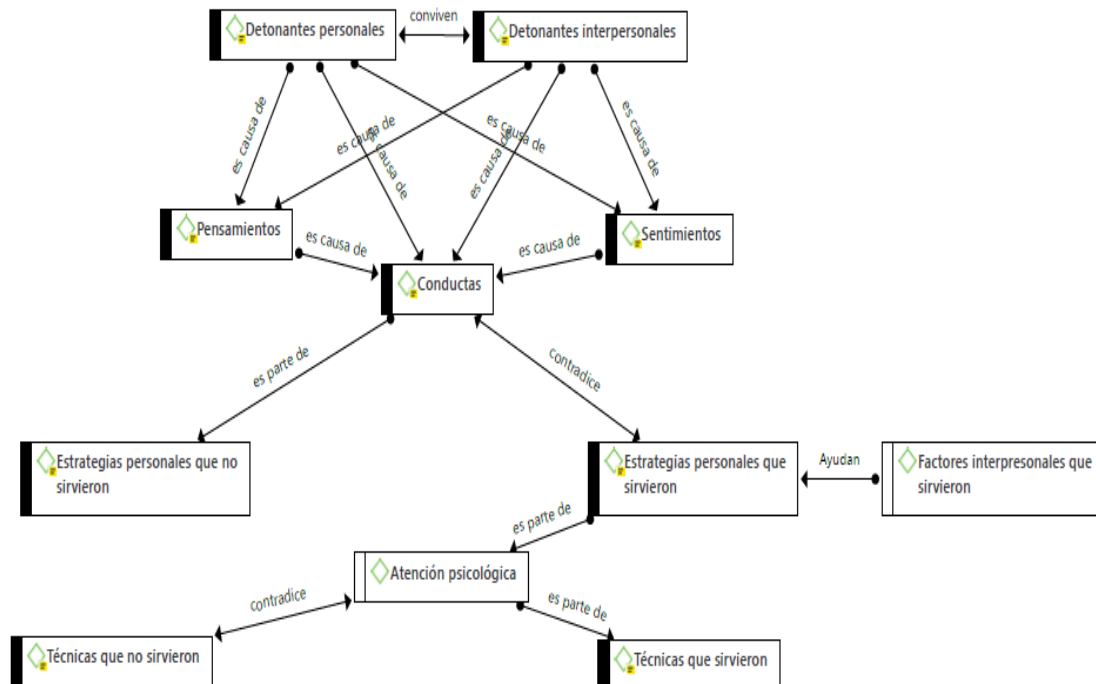 conviven
Detonantes personales
Detonantes interpersonales
es causa de
es causa de
es causa de
es causa de
es causa de
es causa de
Pensamientos
Sentimientos
es causa de
es causa de
Conductas
es parte de
contradice
Estrategias personales que no
sirvieron
Estrategias personales que
sirvieron
Ayudan
Factores interpresonales que
sirvieron
es parte de
Atención psicológica
contradice
es parte de
Técnicas que no sirvieron
Técnicas que sirvieron